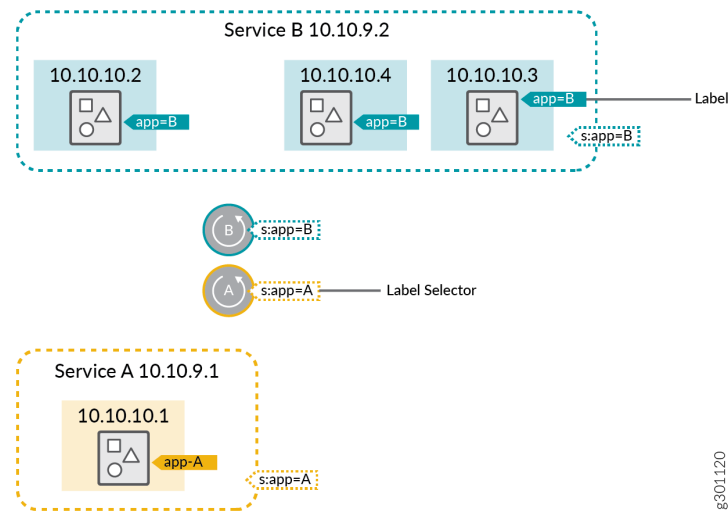 Service B 10.10.9.2
10.10.10.2
10.10.10.4
10.10.10.3
app=B
app=B
app=B
Label
s:app=B
B
s:app=B
A
s:app=A
Label Selector
Service A 10.10.9.1
10.10.10.1
app-A
s:app=A
g301120